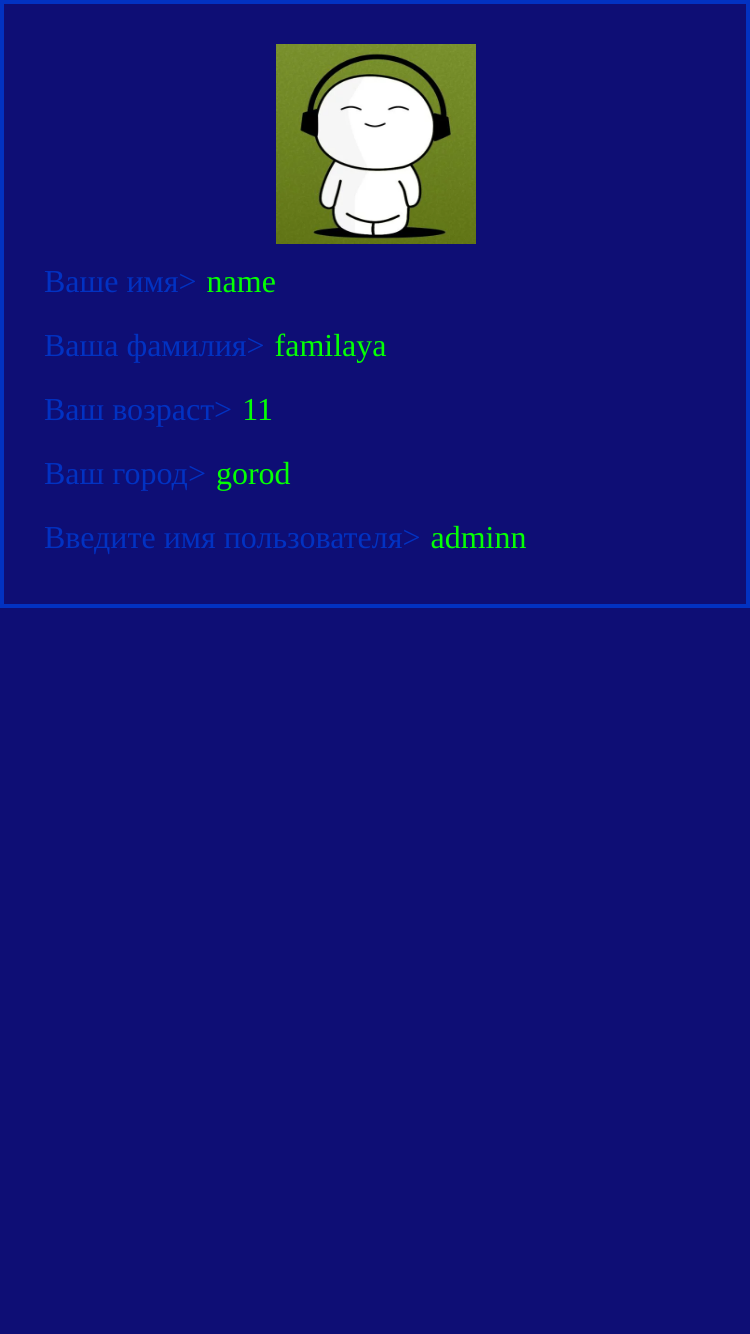 Ваше имя> name
Ваша фамилия> familaya
Ваш возраст> 11
Ваш город> gorod
Введите имя пользователя> adminn